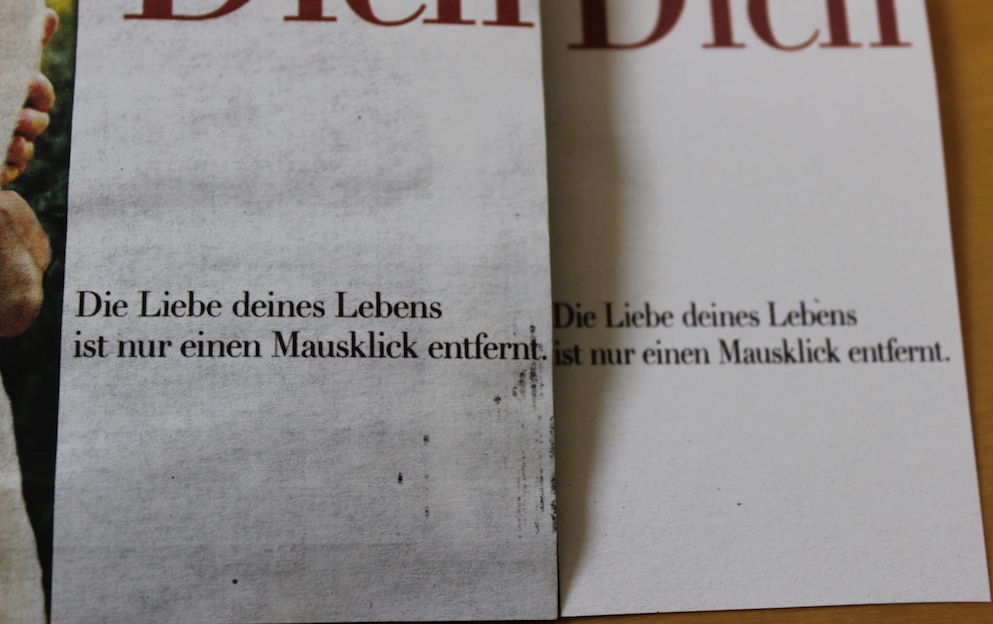 Dich
Dich
Die Liebe deines Lebens
ist nur einen Mausklick entfernt.
Die Liebe deines Lebens
ist nur einen Mausklick entfernt.